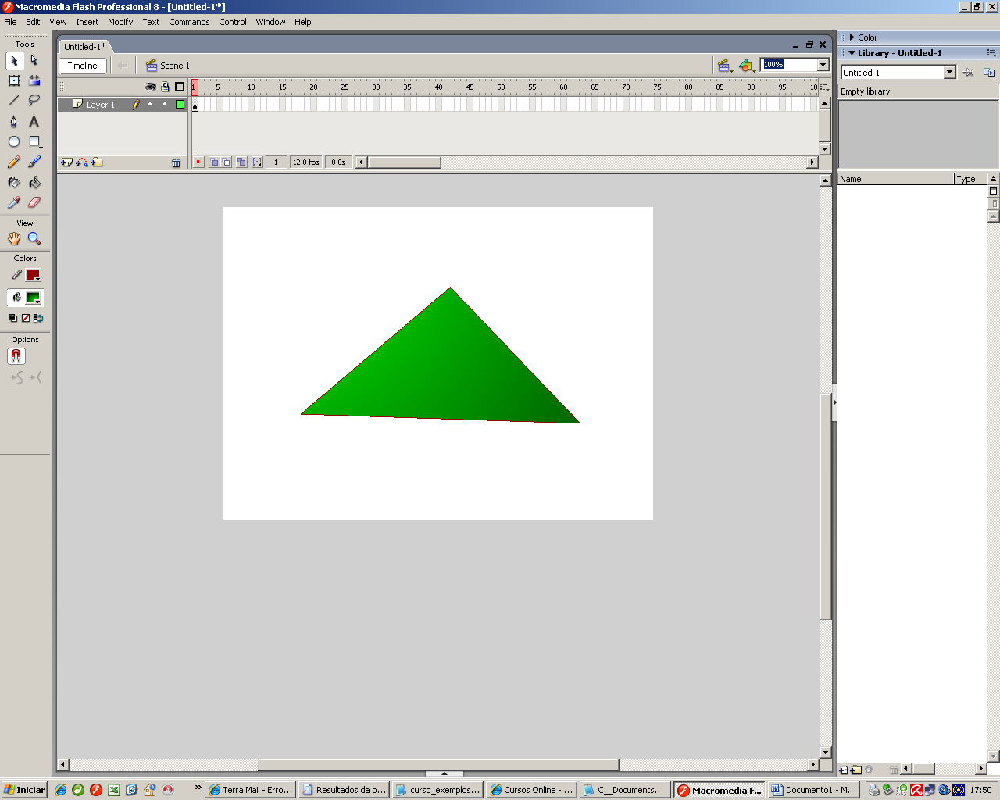 Macromedia Flash Professional 8 - [Untitled-1*]
File Edit View Insert Modify Text Commands Control Window Help
Tools
Untitled-1*
Timeline
Scene 1
100%
1 5 10 15 20 25 30 35 40 45 50 55 60 65 70 75 80 85 90 95 10
Layer 1
1 12.0 fps 0.0s
View
Colors
Options
Color
Library - Untitled-1
Untitled-1
Empty library
Name Type
Iniciar
Terra Mail - Erro...
Resultados da p...
curso_exemplos...
Cursos Online - ...
C__Documents...
Macromedia F...
Documento1 - M...
17:50